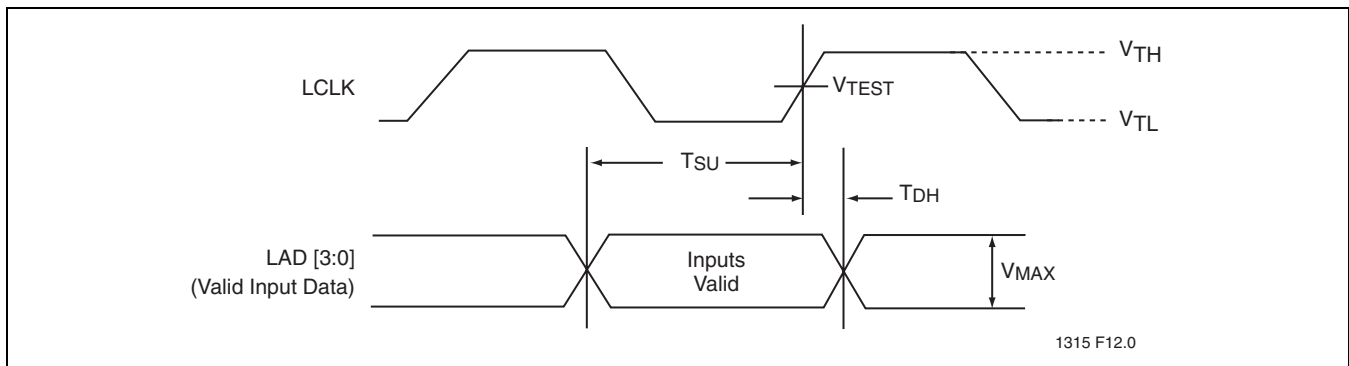 VTH
LCLK
VTEST
VTL
TSU
TDH
LAD [3:0]
(Valid Input Data)
Inputs
Valid
VMAX
1315 F12.0